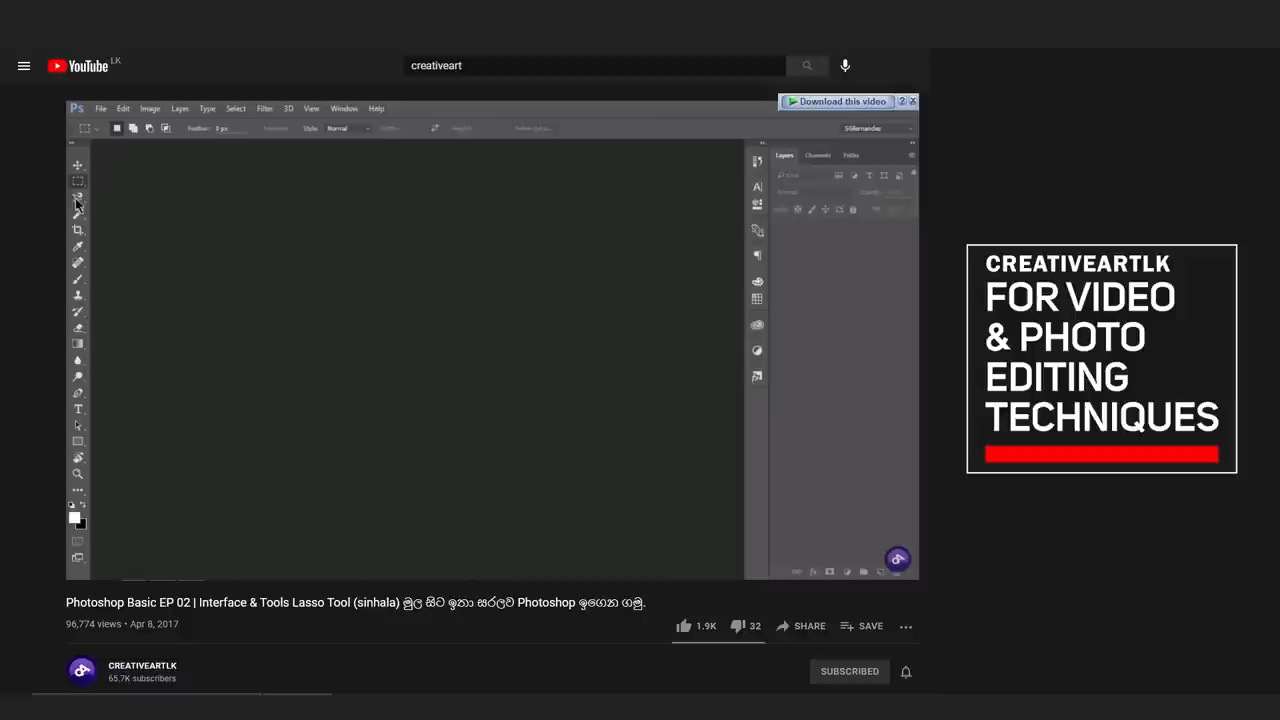 YouTube LK
creativeart
Ps File Edit Image Layer Type Select Filter 3D View Window Help
Download this video ? X
Feather: 0 px Style: Normal
Layers Channels Paths
CREATIVEARTLK
FOR VIDEO
& PHOTO
EDITING
TECHNIQUES
Photoshop Basic EP 02 | Interface & Tools Lasso Tool (sinhala) මුල සිට ඉතා සරලව Photoshop ඉගෙන ගමු.
96,774 views • Apr 8, 2017
1.9K 32 SHARE SAVE
CREATIVEARTLK
65.7K subscribers
SUBSCRIBED